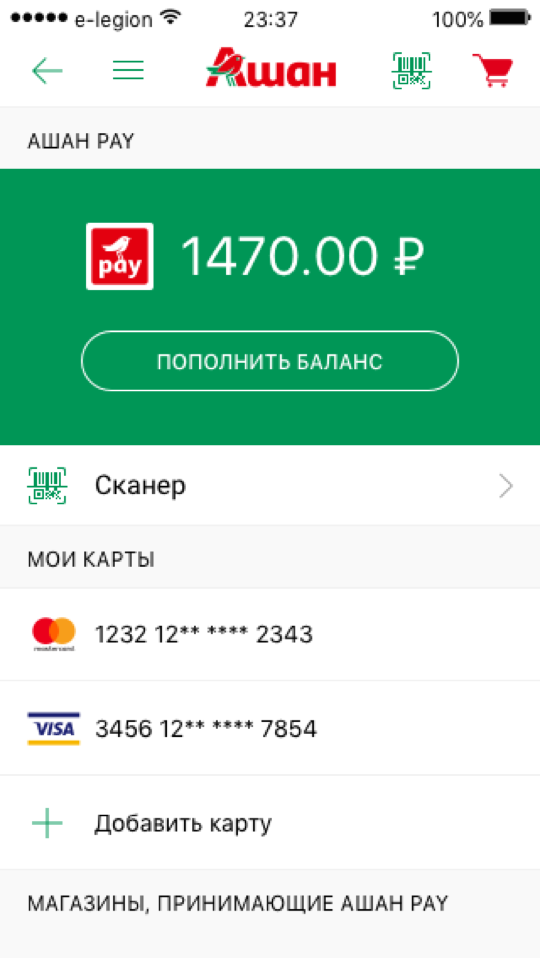 e-legion 23:37 100%
Ашан
АШАН PAY
pay 1470.00 ₽
ПОПОЛНИТЬ БАЛАНС
Сканер
МОИ КАРТЫ
mastercard 1232 12** **** 2343
VISA 3456 12** **** 7854
Добавить карту
МАГАЗИНЫ, ПРИНИМАЮЩИЕ АШАН PAY